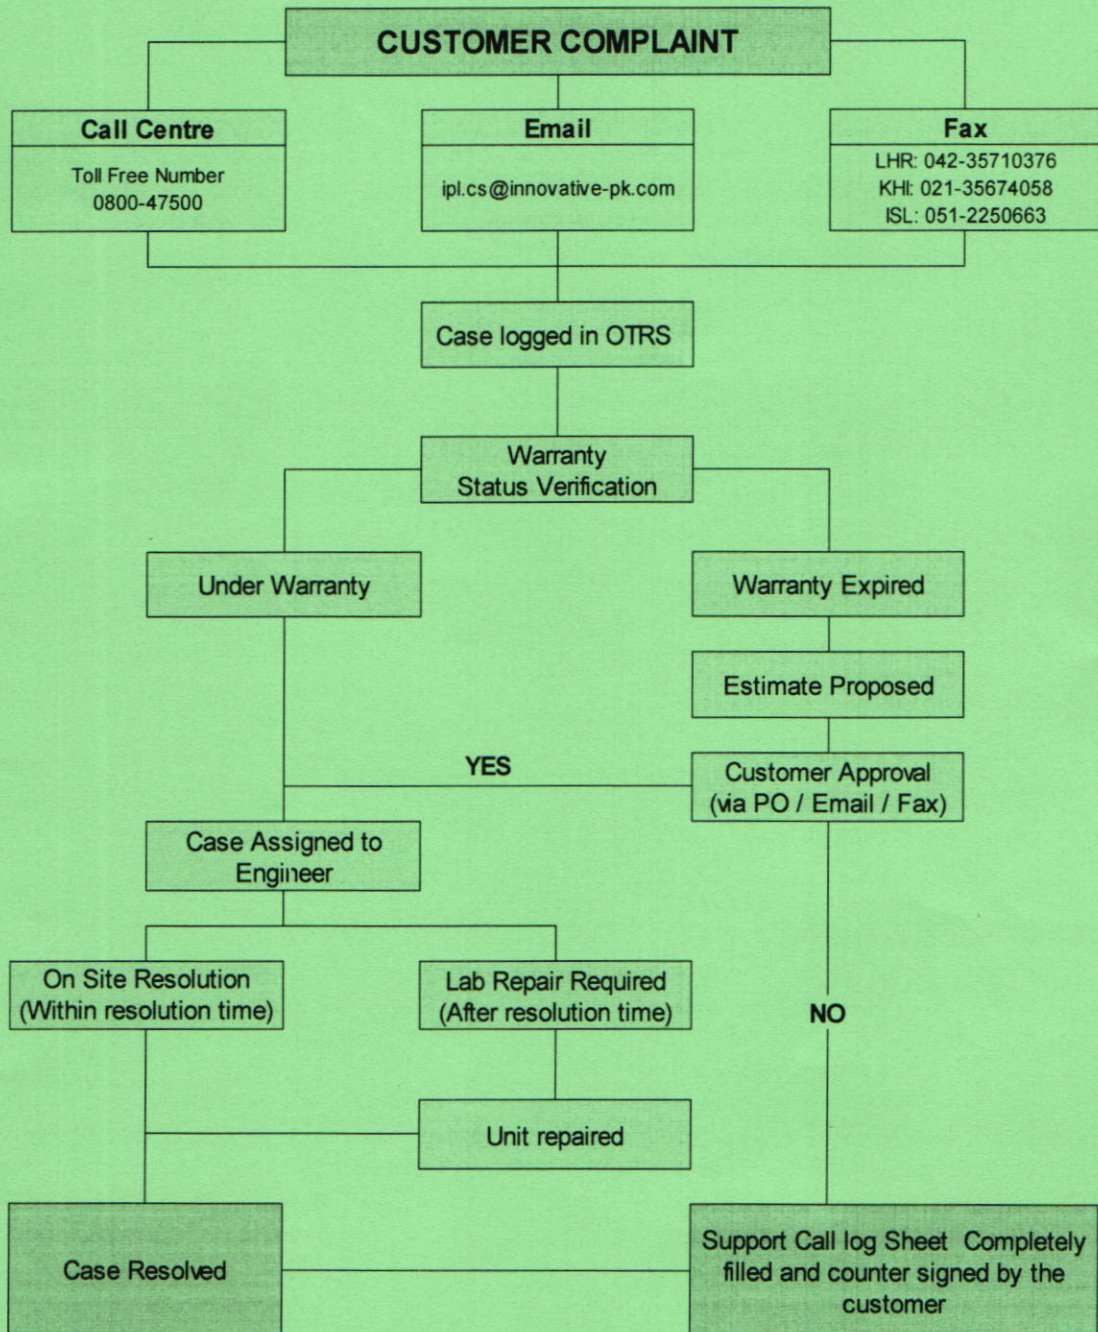 CUSTOMER COMPLAINT
Call Centre
Toll Free Number
0800-47500
Email
ipl.cs@innovative-pk.com
Fax
LHR: 042-35710376
KHI: 021-35674058
ISL: 051-2250663
Case logged in OTRS
Warranty
Status Verification
Under Warranty
Warranty Expired
Estimate Proposed
YES
Customer Approval
(via PO / Email / Fax)
Case Assigned to
Engineer
On Site Resolution
(Within resolution time)
Lab Repair Required
(After resolution time)
NO
Unit repaired
Case Resolved
Support Call log Sheet Completely
filled and counter signed by the
customer